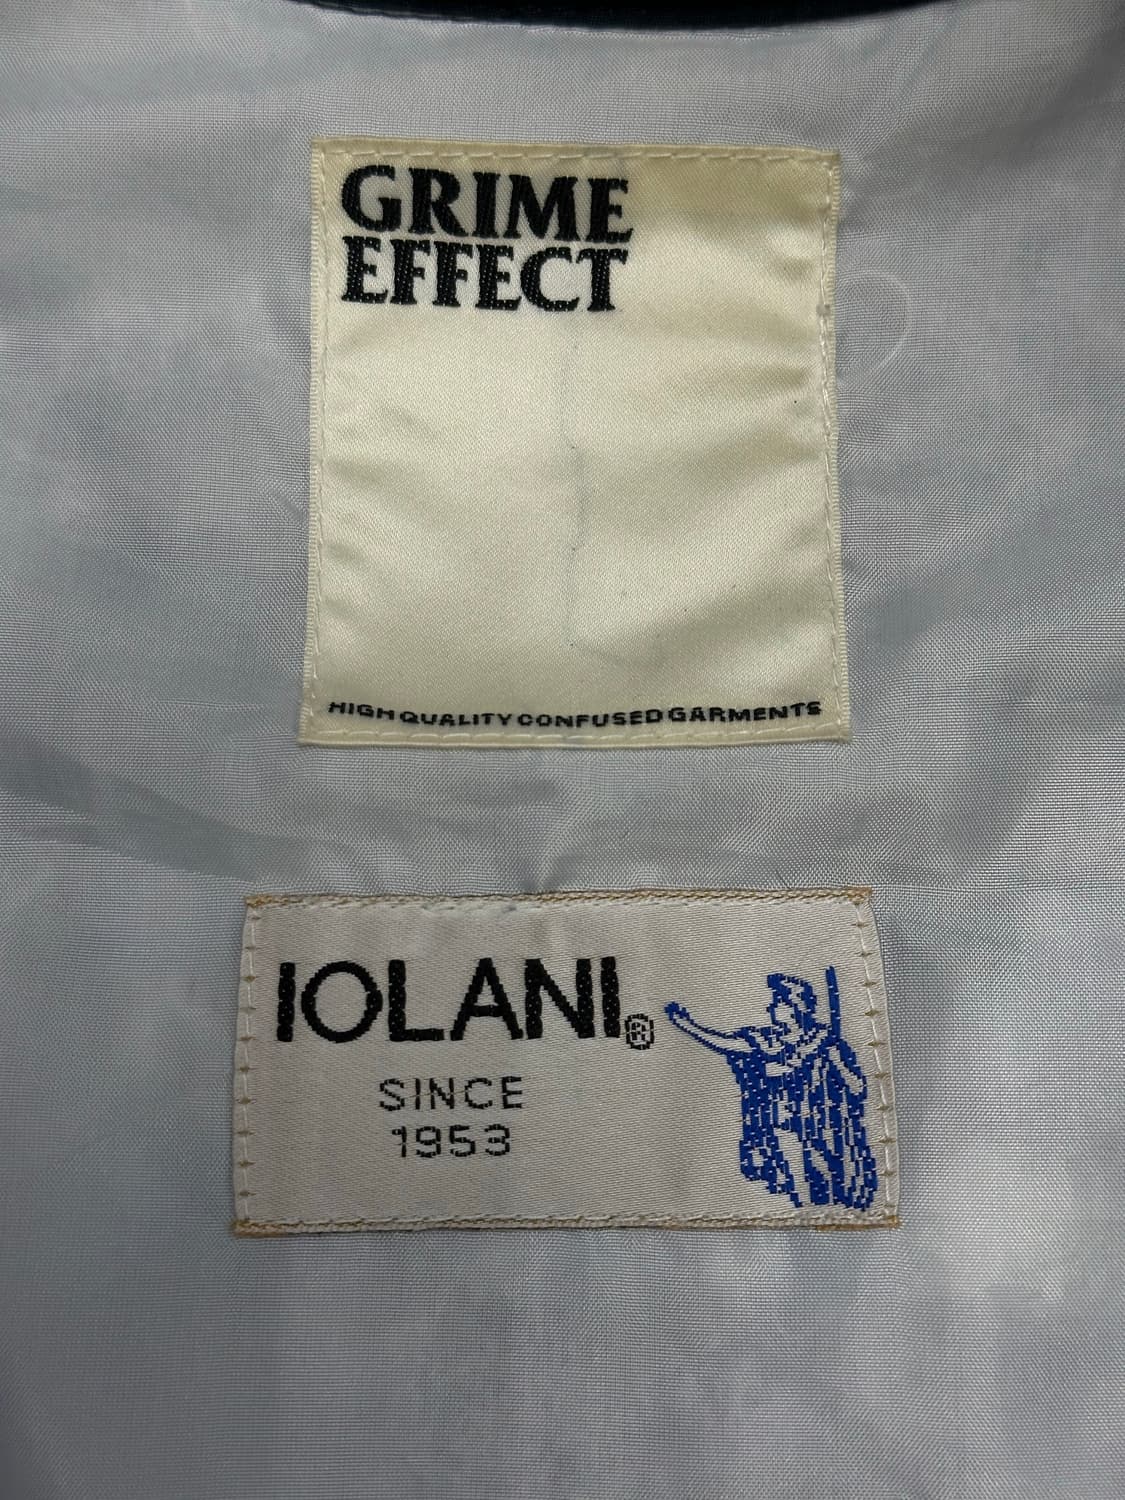 GRIME
EFFECT
HIGH QUALITY CONFUSED GARMENTS
IOLANI®
SINCE
1953